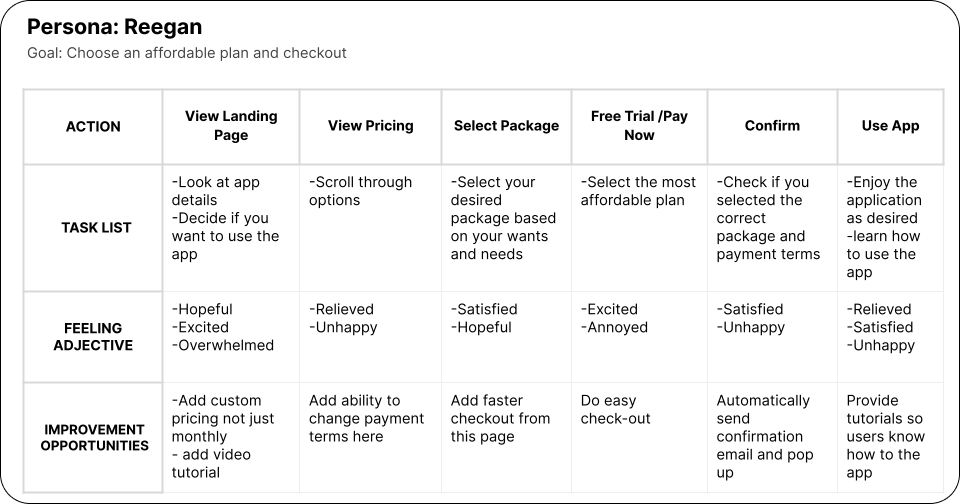 Persona: Reegan
Goal: Choose an affordable plan and checkout
ACTION
View Landing
Page
View Pricing
Select Package
Free Trial /Pay
Now
Confirm
Use App
TASK LIST
-Look at app
details
-Decide if you
want to use the
app
-Scroll through
options
-Select your
desired
package based
on your wants
and needs
-Select the most
affordable plan
-Check if you
selected the
correct
package and
payment terms
-Enjoy the
application
as desired
-learn how
to use the
app
FEELING
ADJECTIVE
-Hopeful
-Excited
-Overwhelmed
-Relieved
-Unhappy
-Satisfied
-Hopeful
-Excited
-Annoyed
-Satisfied
-Unhappy
-Relieved
-Satisfied
-Unhappy
IMPROVEMENT
OPPORTUNITIES
-Add custom
pricing not just
monthly
- add video
tutorial
Add ability to
change payment
terms here
Add faster
checkout from
this page
Do easy
check-out
Automatically
send
confirmation
email and pop
up
Provide
tutorials so
users know
how to the
app